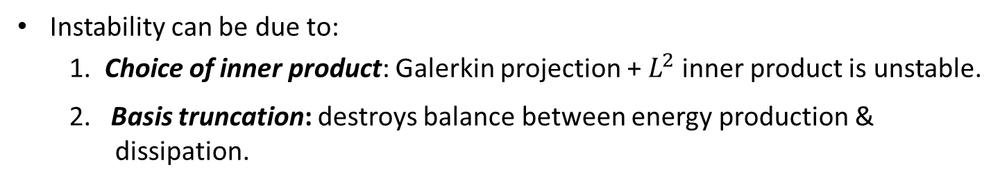 • Instability can be due to:
1. Choice of inner product: Galerkin projection + L² inner product is unstable.
2. Basis truncation: destroys balance between energy production &
dissipation.